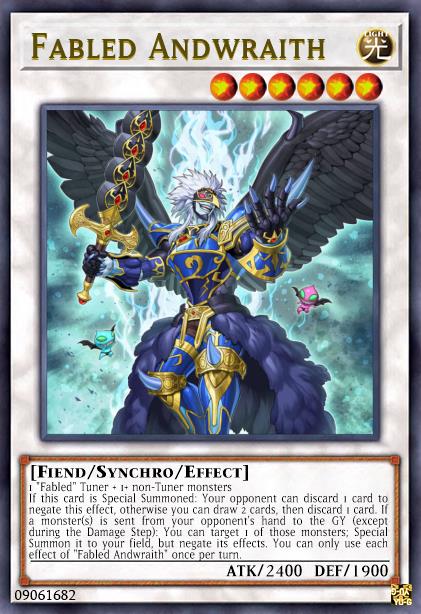 FABLED ANDWRAITH
LIGHT
光
[FIEND/SYNCHRO/EFFECT]
1 "Fabled" Tuner + 1+ non-Tuner monsters
If this card is Special Summoned: Your opponent can discard 1 card to
negate this effect, otherwise you can draw 2 cards, then discard 1 card. If
a monster(s) is sent from your opponent's hand to the GY (except
during the Damage Step): You can target 1 of those monsters; Special
Summon it to your field, but negate its effects. You can only use each
effect of "Fabled Andwraith" once per turn.
ATK/2400 DEF/1900
09061682